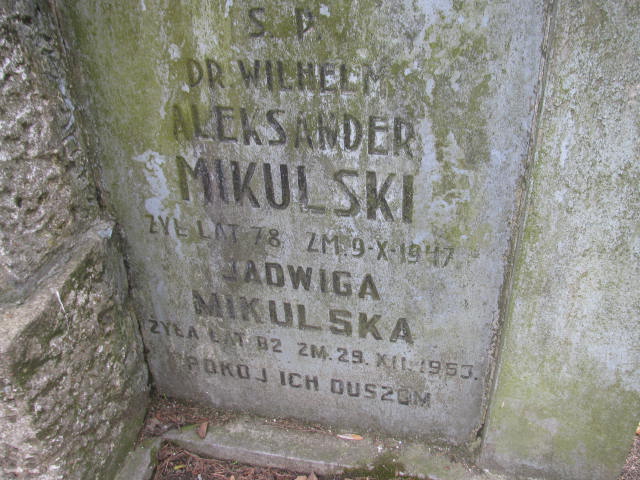 Ś. P.
DR WILHELM
ALEKSANDER
MIKULSKI
ŻYŁ LAT 78 ZM. 9-X-1947
JADWIGA
MIKULSKA
ŻYŁA LAT 82 ZM. 29. XII. 1953.
POKOJ ICH DUSZOM